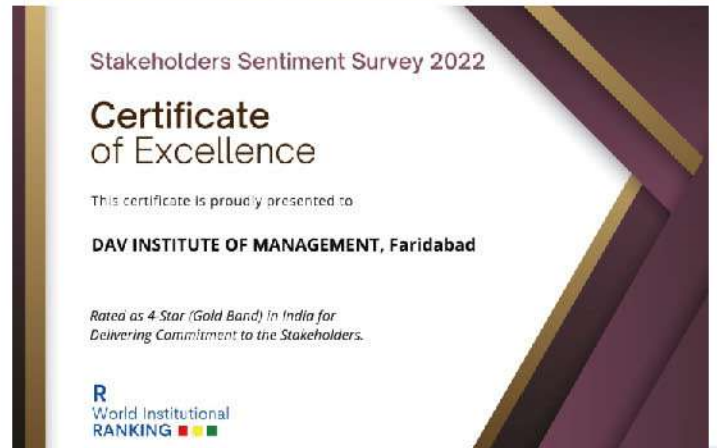 Stakeholders Sentiment Survey 2022
Certificate
of Excellence
This certificate is proudly presented to
DAV INSTITUTE OF MANAGEMENT, Faridabad
Rated as 4-Star (Gold Band) in India for
Delivering Commitment to the Stakeholders.
R
World Institutional
RANKING